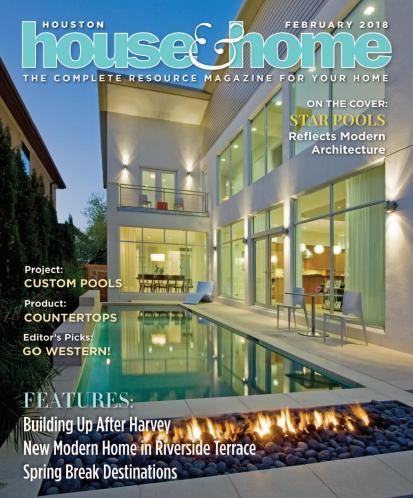 HOUSTON
FEBRUARY 2018
house&home
THE COMPLETE RESOURCE MAGAZINE FOR YOUR HOME
ON THE COVER:
STAR POOLS
Reflects Modern
Architecture
Project:
CUSTOM POOLS
Product:
COUNTERTOPS
Editor's Picks:
GO WESTERN!
FEATURES:
Building Up After Harvey
New Modern Home in Riverside Terrace
Spring Break Destinations